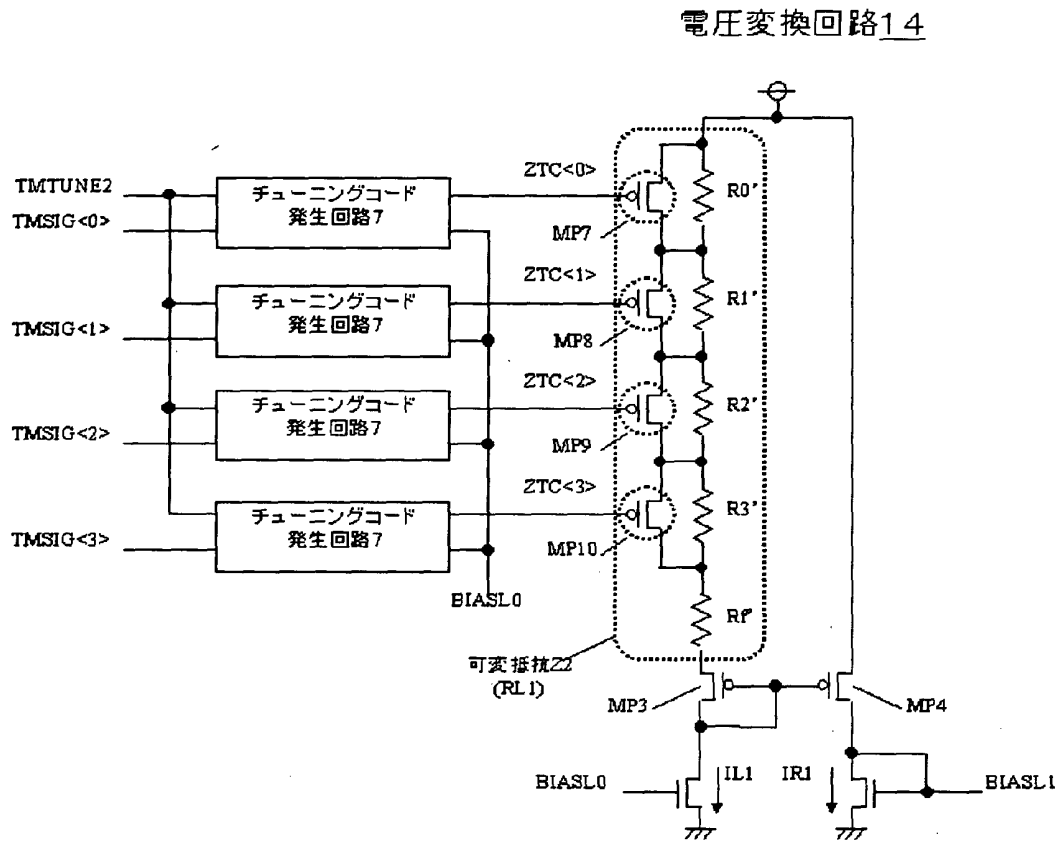 電圧変換回路14
TMTUNE2
TMSIG<0>
チューニングコード
発生回路7
ZTC<0>
MP7
R0'
TMSIG<1>
チューニングコード
発生回路7
ZTC<1>
MP8
R1'
TMSIG<2>
チューニングコード
発生回路7
ZTC<2>
MP9
R2'
TMSIG<3>
チューニングコード
発生回路7
ZTC<3>
MP10
R3'
BIASL0
Rf'
可変抵抗Z2
(RL1)
MP3
MP4
BIASL0
IL1
IR1
BIASL1